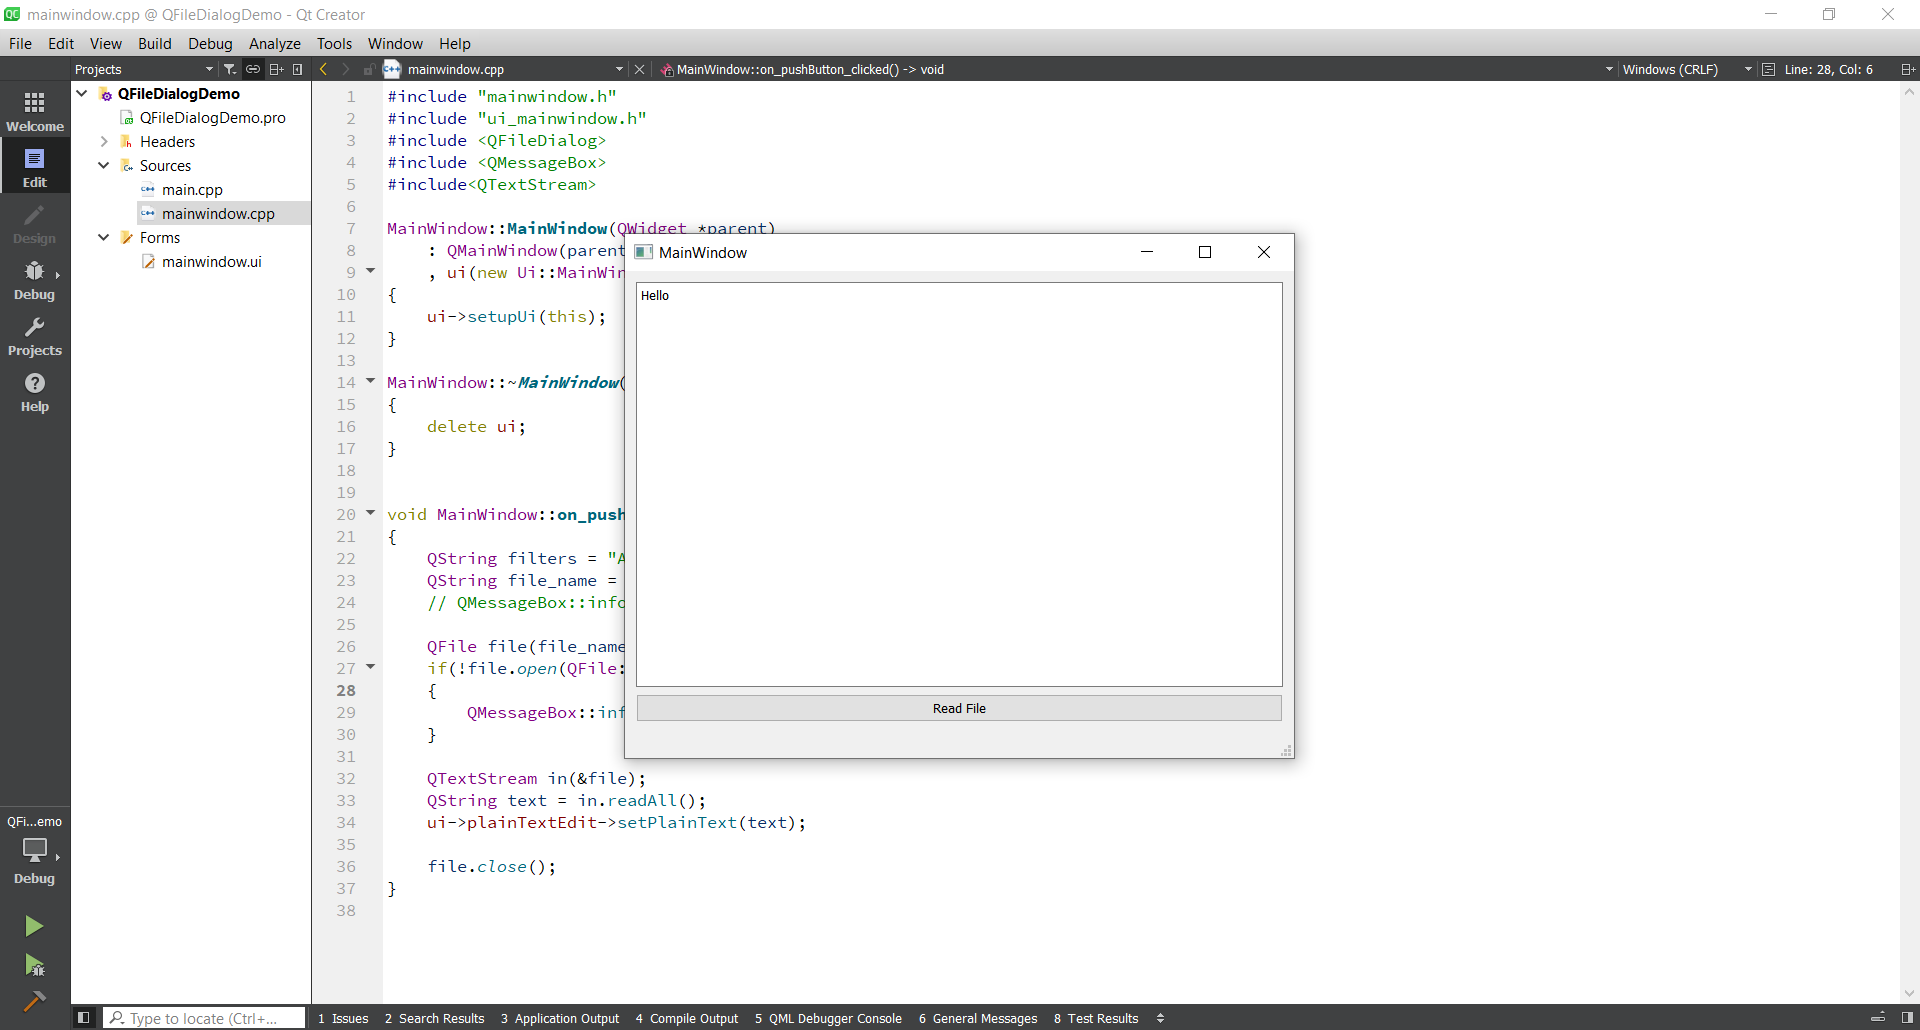 mainwindow.cpp @ QFileDialogDemo - Qt Creator
File Edit View Build Debug Analyze Tools Window Help
Projects
mainwindow.cpp
MainWindow::on_pushButton_clicked() -> void
Windows (CRLF)
Line: 28, Col: 6
Welcome
Edit
Design
Debug
Projects
Help
QFi...emo
Debug
QFileDialogDemo
QFileDialogDemo.pro
Headers
Sources
main.cpp
mainwindow.cpp
Forms
mainwindow.ui
1 #include "mainwindow.h"
2 #include "ui_mainwindow.h"
3 #include <QFileDialog>
4 #include <QMessageBox>
5 #include<QTextStream>
6
7 MainWindow::MainWindow(QWidget *parent)
8 : QMainWindow(parent
9 , ui(new Ui::MainWin
10 {
11 ui->setupUi(this);
12 }
13
14 MainWindow::~MainWindow(
15 {
16 delete ui;
17 }
18
19
20 void MainWindow::on_push
21 {
22 QString filters = "A
23 QString file_name =
24 // QMessageBox::info
25
26 QFile file(file_name
27 if(!file.open(QFile:
28 {
29 QMessageBox::inf
30 }
31
32 QTextStream in(&file);
33 QString text = in.readAll();
34 ui->plainTextEdit->setPlainText(text);
35
36 file.close();
37 }
38
MainWindow
Hello
Read File
Type to locate (Ctrl+...
1 Issues 2 Search Results 3 Application Output 4 Compile Output 5 QML Debugger Console 6 General Messages 8 Test Results